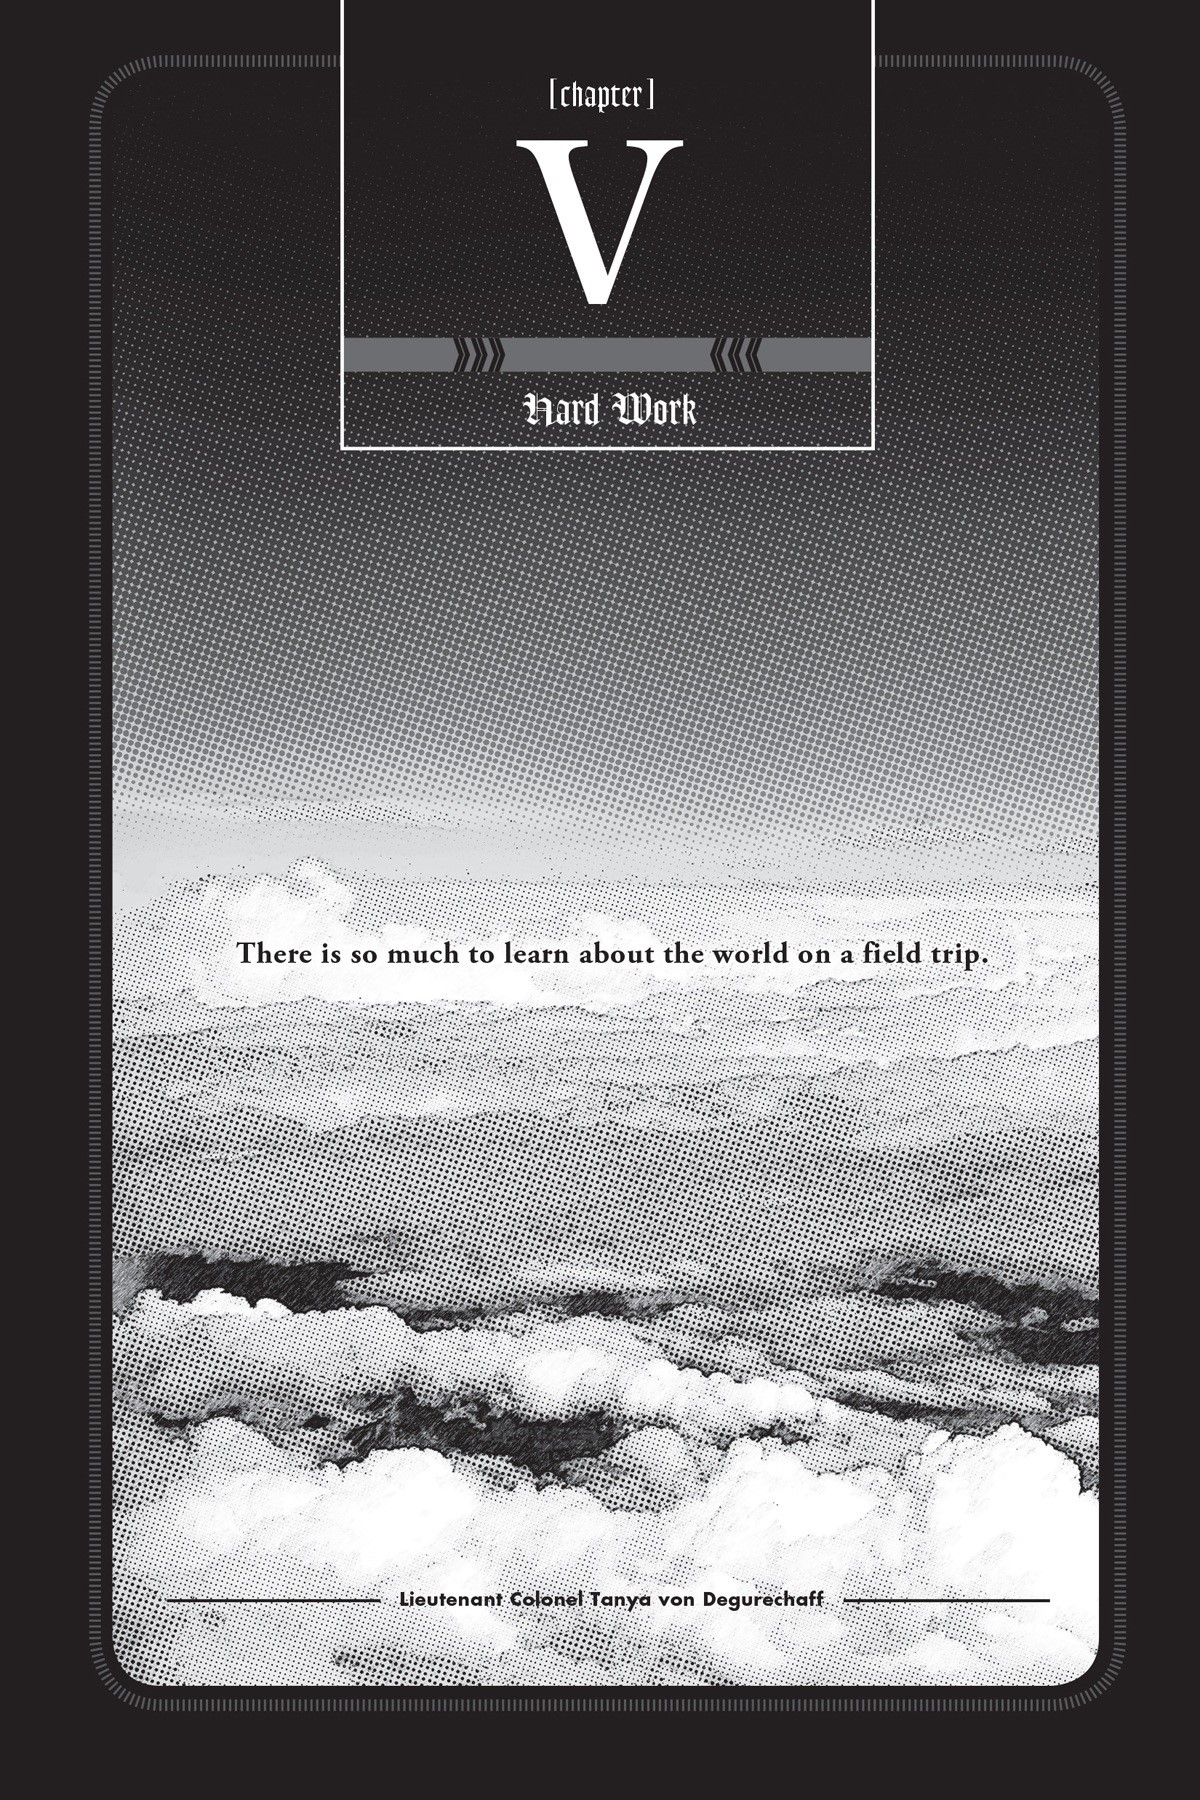 [chapter]
V
Hard Work
There is so much to learn about the world on a field trip.
Lieutenant Colonel Tanya von Degurechaff